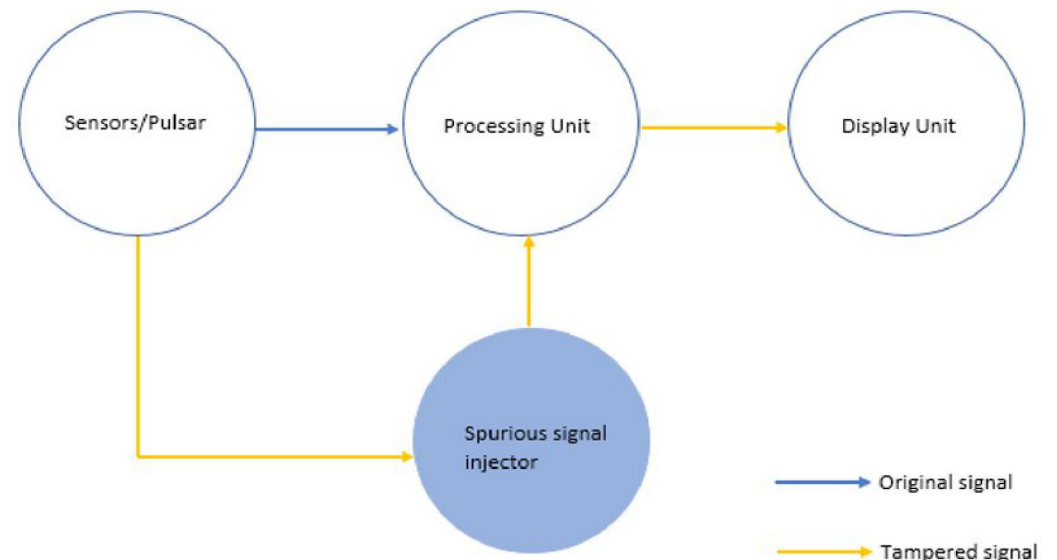 Sensors/Pulsar
Processing Unit
Display Unit
Spurious signal
injector
Original signal
Tampered signal